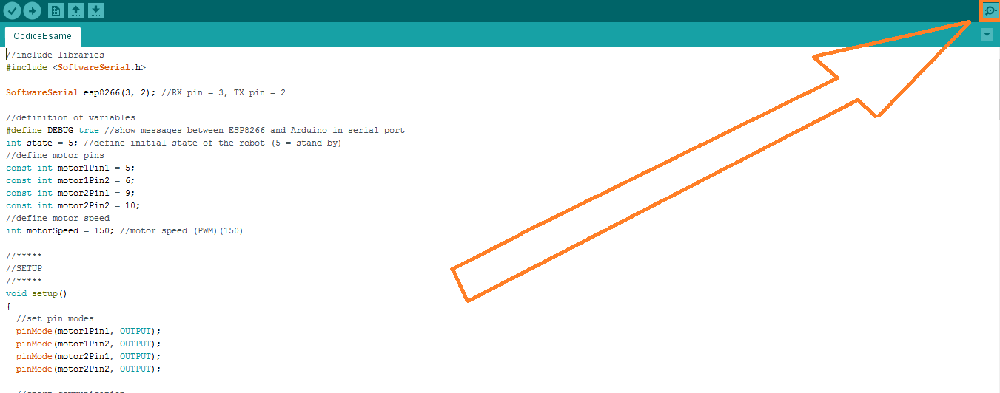 CodiceEsame
//include libraries
#include <SoftwareSerial.h>
SoftwareSerial esp8266(3, 2); //RX pin = 3, TX pin = 2
//definition of variables
#define DEBUG true //show messages between ESP8266 and Arduino in serial port
int state = 5; //define initial state of the robot (5 = stand-by)
//define motor pins
const int motor1Pin1 = 5;
const int motor1Pin2 = 6;
const int motor2Pin1 = 9;
const int motor2Pin2 = 10;
//define motor speed
int motorSpeed = 150; //motor speed (PWM)(150)
//*****
//SETUP
//*****
void setup()
{
//set pin modes
pinMode(motor1Pin1, OUTPUT);
pinMode(motor1Pin2, OUTPUT);
pinMode(motor2Pin1, OUTPUT);
pinMode(motor2Pin2, OUTPUT);